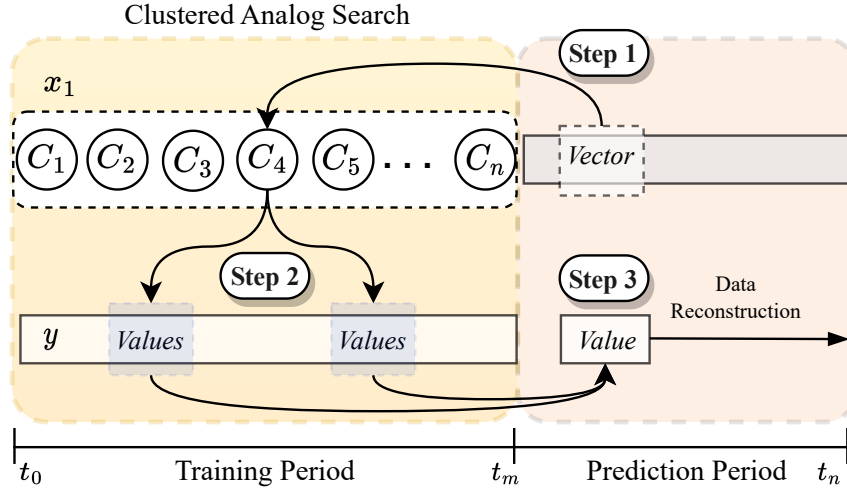 Clustered Analog Search
Step 1
x₁
C₁ C₂ C₃ C₄ C₅ . . . Cₙ
Vector
Step 2
Step 3
Data
Reconstruction
y
Values
Values
Value
t₀
Training Period
tₘ
Prediction Period
tₙ